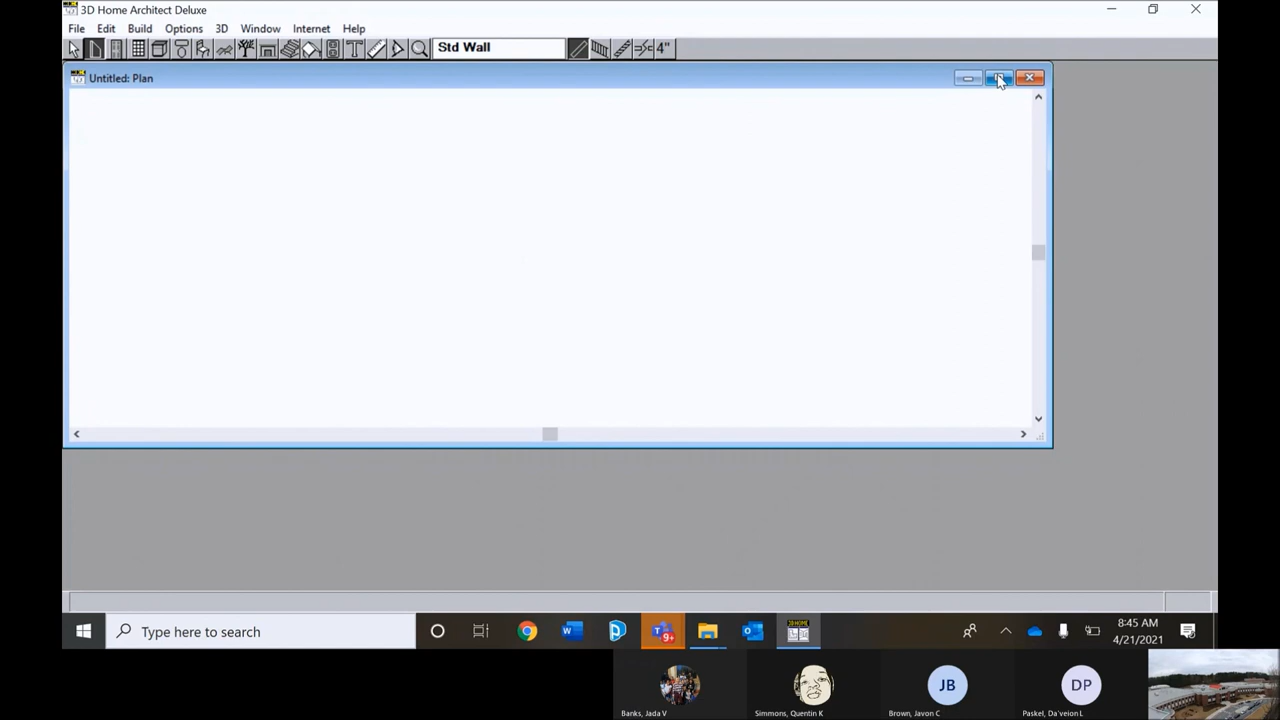 3D Home Architect Deluxe
File Edit Build Options 3D Window Internet Help
Std Wall
4"
Untitled: Plan
Type here to search
9+
8:45 AM
4/21/2021
JB
DP
Banks, Jada V
Simmons, Quentin K
Brown, Javon C
Paskel, Da'veion L